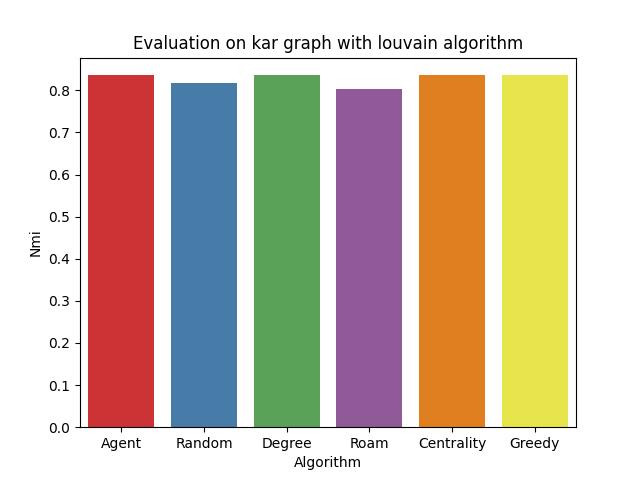 Evaluation on kar graph with louvain algorithm
Nmi
0.8
0.7
0.6
0.5
0.4
0.3
0.2
0.1
0.0
Agent Random Degree Roam Centrality Greedy
Algorithm